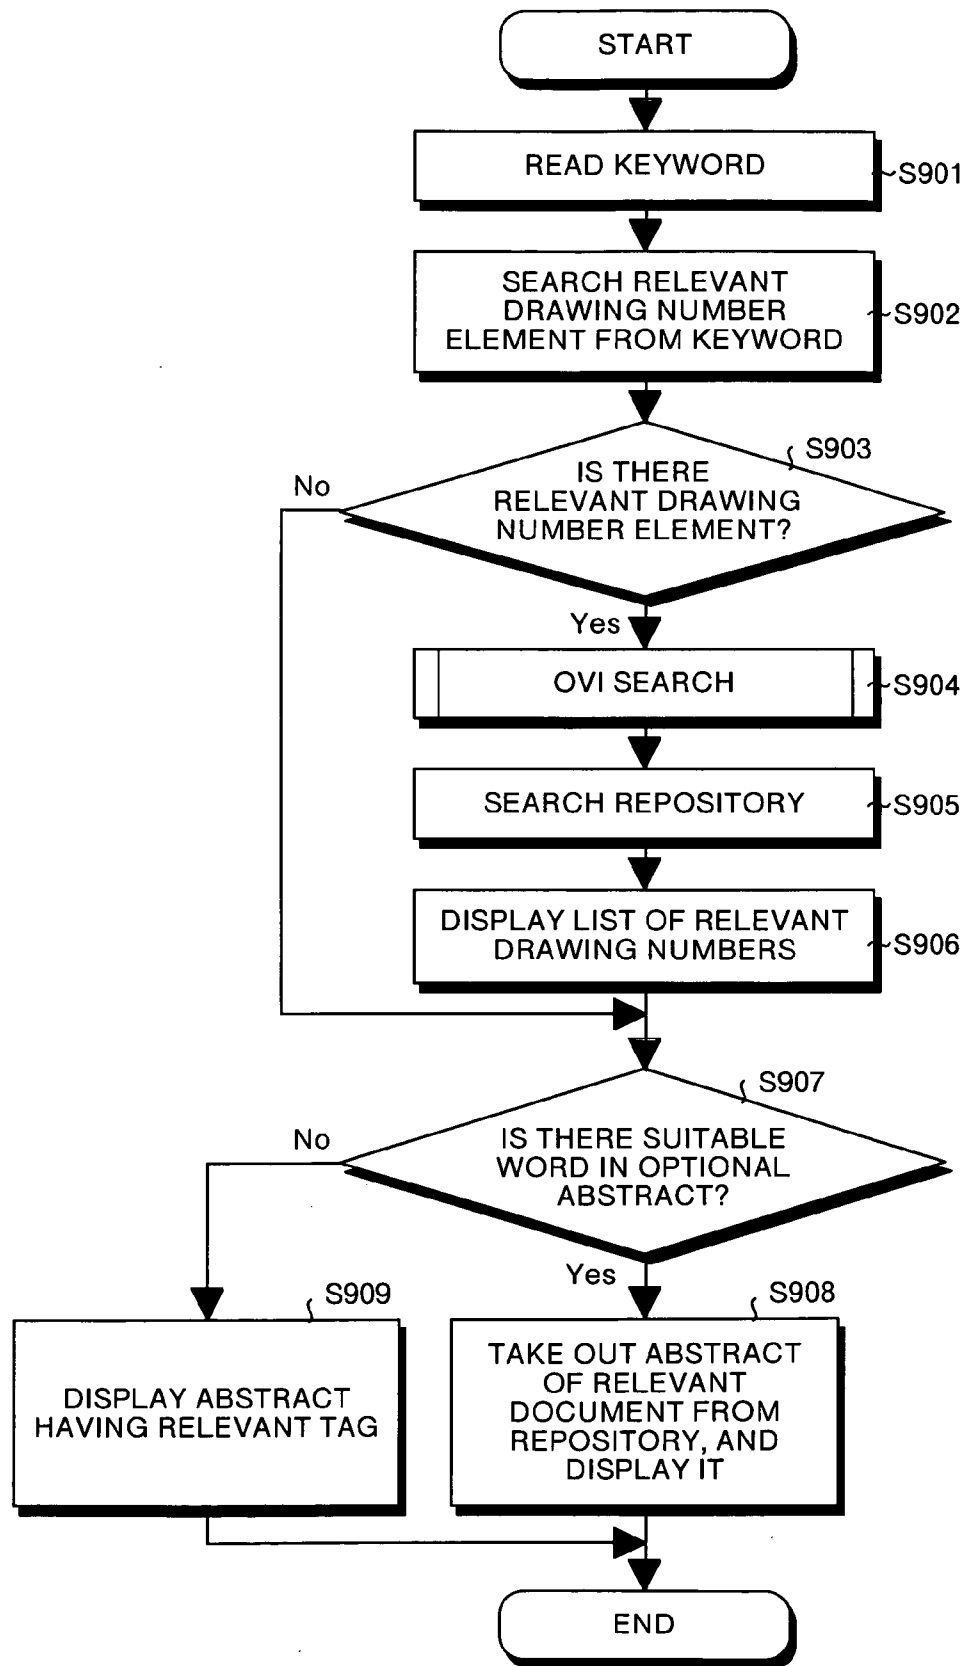 START
READ KEYWORD
S901
SEARCH RELEVANT
DRAWING NUMBER
ELEMENT FROM KEYWORD
S902
S903
IS THERE
RELEVANT DRAWING
NUMBER ELEMENT?
No
Yes
OVI SEARCH
S904
SEARCH REPOSITORY
S905
DISPLAY LIST OF RELEVANT
DRAWING NUMBERS
S906
S907
IS THERE SUITABLE
WORD IN OPTIONAL
ABSTRACT?
No
Yes
S909
DISPLAY ABSTRACT
HAVING RELEVANT TAG
S908
TAKE OUT ABSTRACT
OF RELEVANT
DOCUMENT FROM
REPOSITORY, AND
DISPLAY IT
END